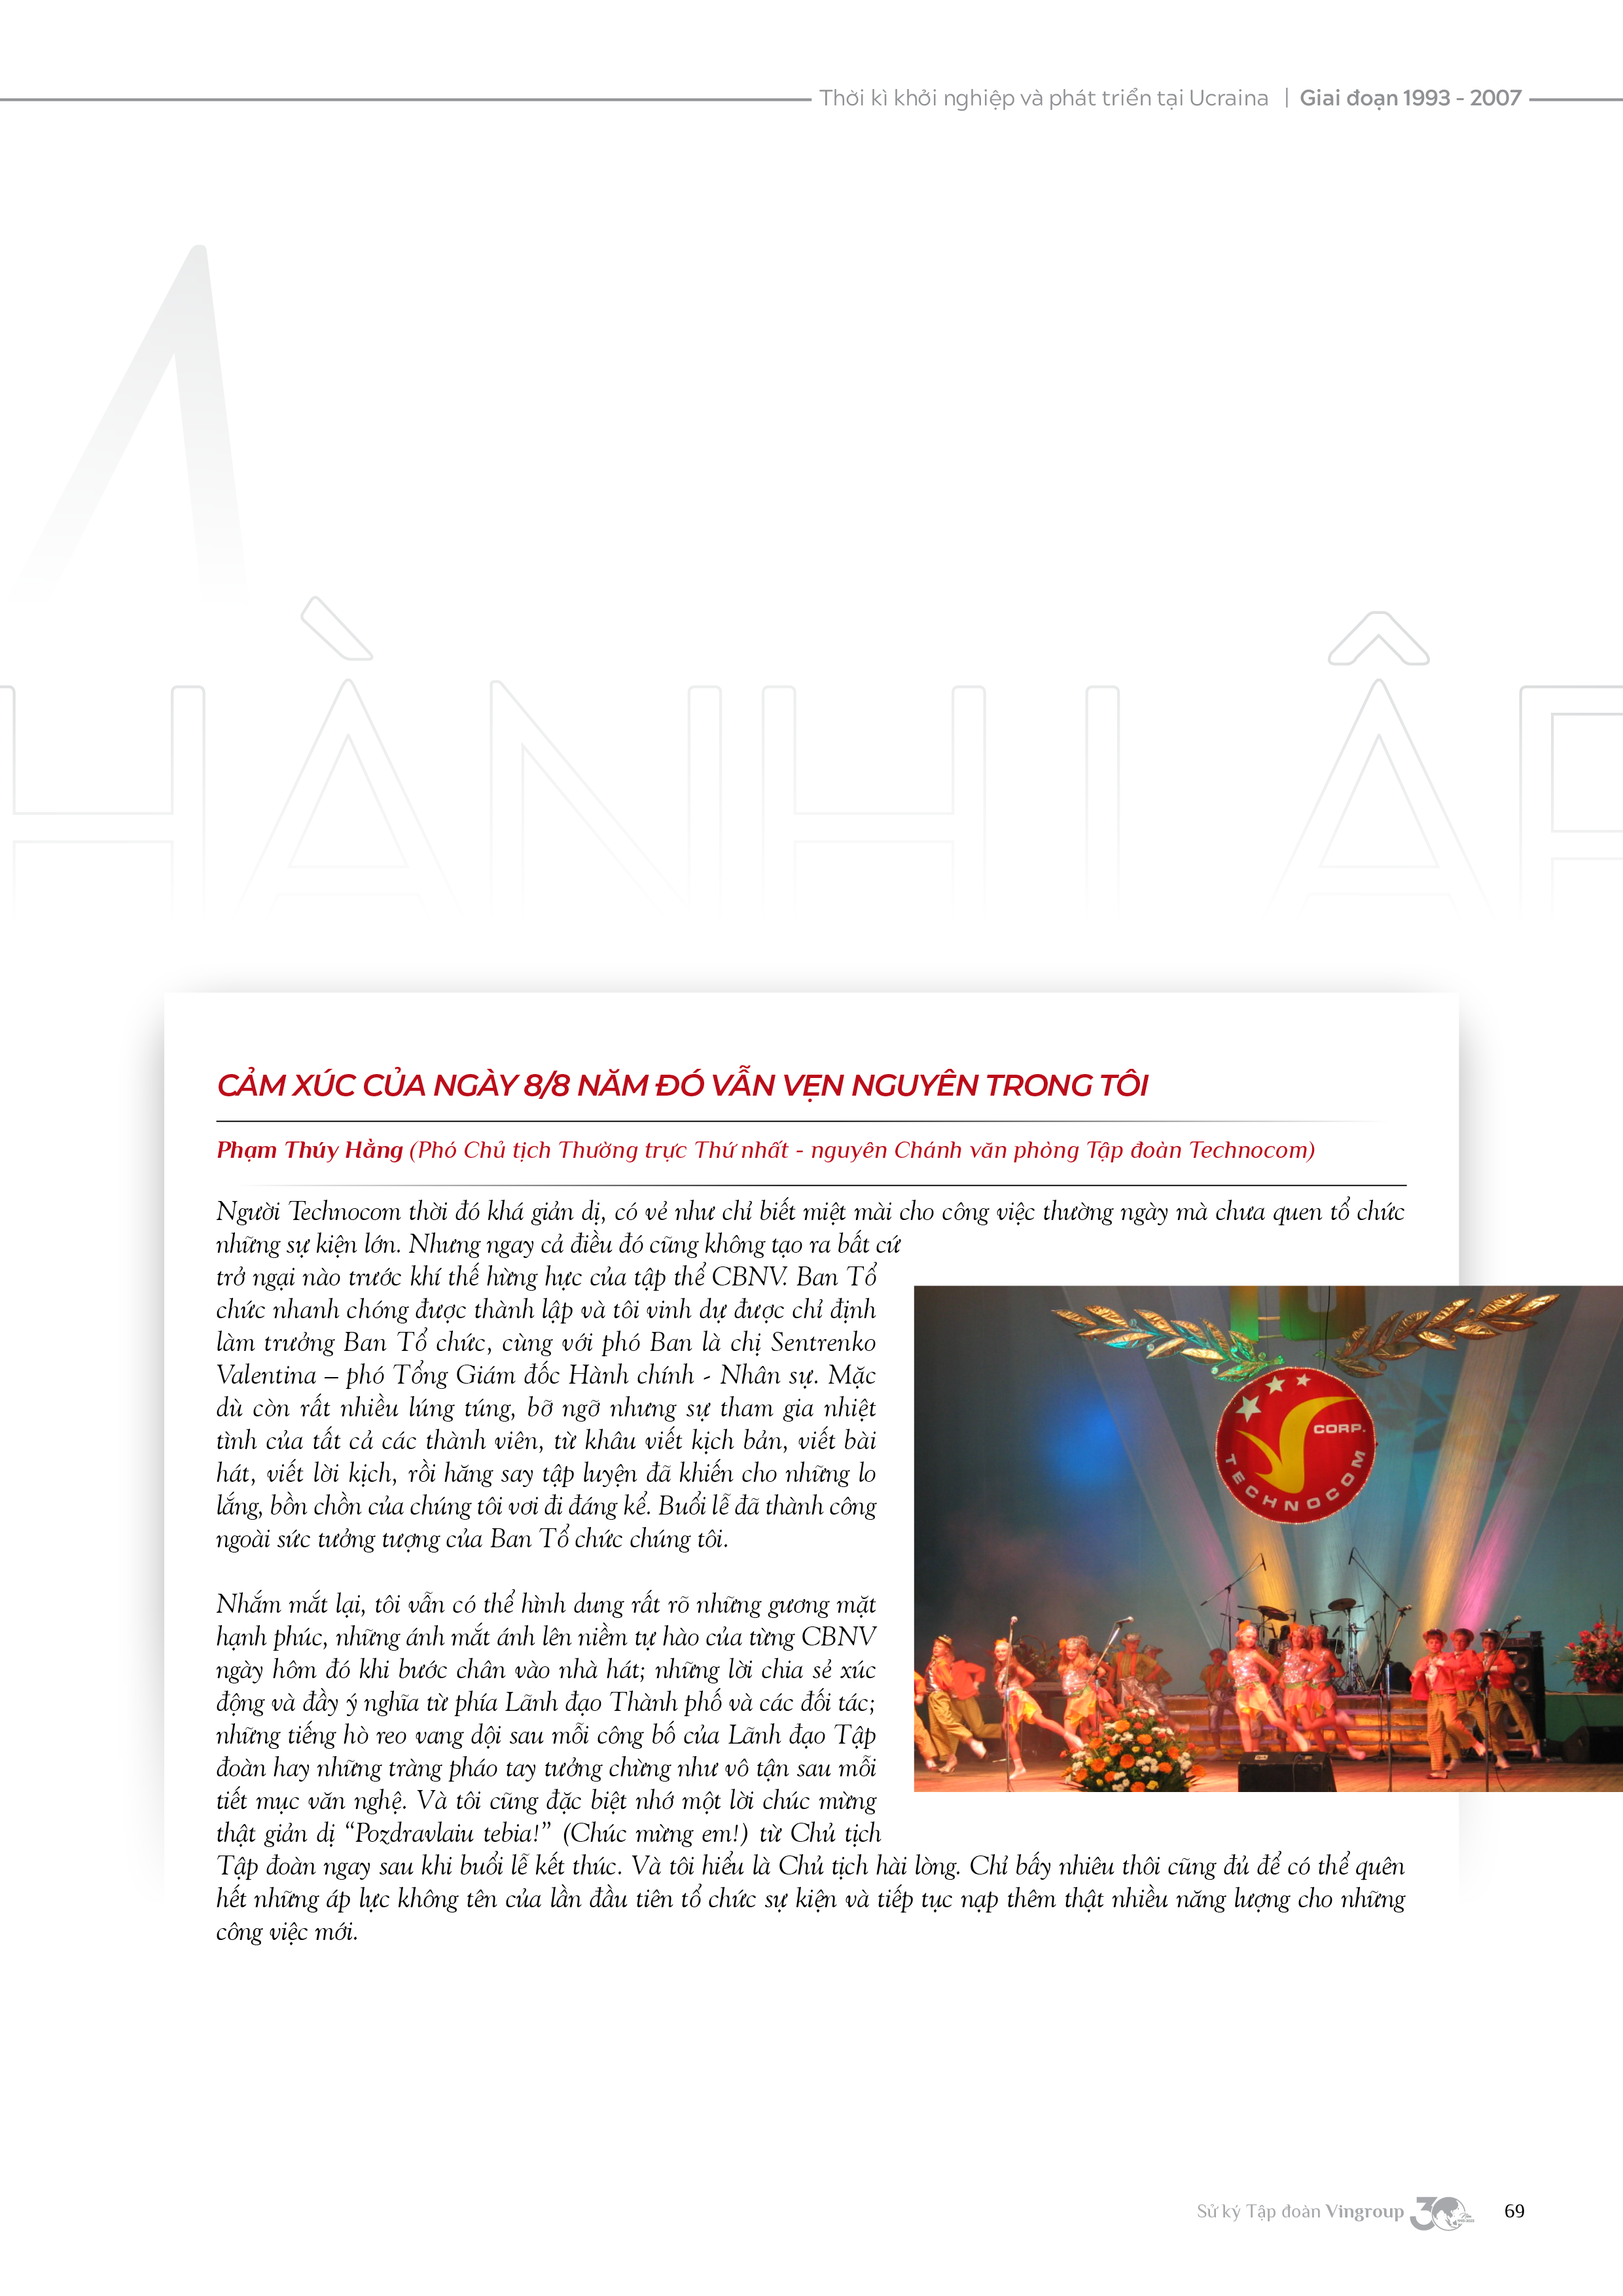 Thời kì khởi nghiệp và phát triển tại Ucraina | Giai đoạn 1993 - 2007
HÀNH LẬP
CẢM XÚC CỦA NGÀY 8/8 NĂM ĐÓ VẪN VẸN NGUYÊN TRONG TÔI
Phạm Thúy Hằng (Phó Chủ tịch Thường trực Thứ nhất - nguyên Chánh văn phòng Tập đoàn Technocom)
Người Technocom thời đó khá giản dị, có vẻ như chỉ biết miệt mài cho công việc thường ngày mà chưa quen tổ chức
những sự kiện lớn. Nhưng ngay cả điều đó cũng không tạo ra bất cứ
trở ngại nào trước khí thế hừng hực của tập thể CBNV. Ban Tổ
chức nhanh chóng được thành lập và tôi vinh dự được chỉ định
làm trưởng Ban Tổ chức, cùng với phó Ban là chị Sentrenko
Valentina – phó Tổng Giám đốc Hành chính - Nhân sự. Mặc
dù còn rất nhiều lúng túng, bỡ ngỡ nhưng sự tham gia nhiệt
tình của tất cả các thành viên, từ khâu viết kịch bản, viết bài
hát, viết lời kịch, rồi hăng say tập luyện đã khiến cho những lo
lắng, bồn chồn của chúng tôi vơi đi đáng kể. Buổi lễ đã thành công
ngoài sức tưởng tượng của Ban Tổ chức chúng tôi.
Nhắm mắt lại, tôi vẫn có thể hình dung rất rõ những gương mặt
hạnh phúc, những ánh mắt ánh lên niềm tự hào của từng CBNV
ngày hôm đó khi bước chân vào nhà hát; những lời chia sẻ xúc
động và đầy ý nghĩa từ phía Lãnh đạo Thành phố và các đối tác;
những tiếng hò reo vang dội sau mỗi công bố của Lãnh đạo Tập
đoàn hay những tràng pháo tay tưởng chừng như vô tận sau mỗi
tiết mục văn nghệ. Và tôi cũng đặc biệt nhớ một lời chúc mừng
thật giản dị “Pozdravlaiu tebia!” (Chúc mừng em!) từ Chủ tịch
Tập đoàn ngay sau khi buổi lễ kết thúc. Và tôi hiểu là Chủ tịch hài lòng. Chỉ bấy nhiêu thôi cũng đủ để có thể quên
hết những áp lực không tên của lần đầu tiên tổ chức sự kiện và tiếp tục nạp thêm thật nhiều năng lượng cho những
công việc mới.
10
CORP.
TECHNOCOM
Sử ký Tập đoàn Vingroup 30
69